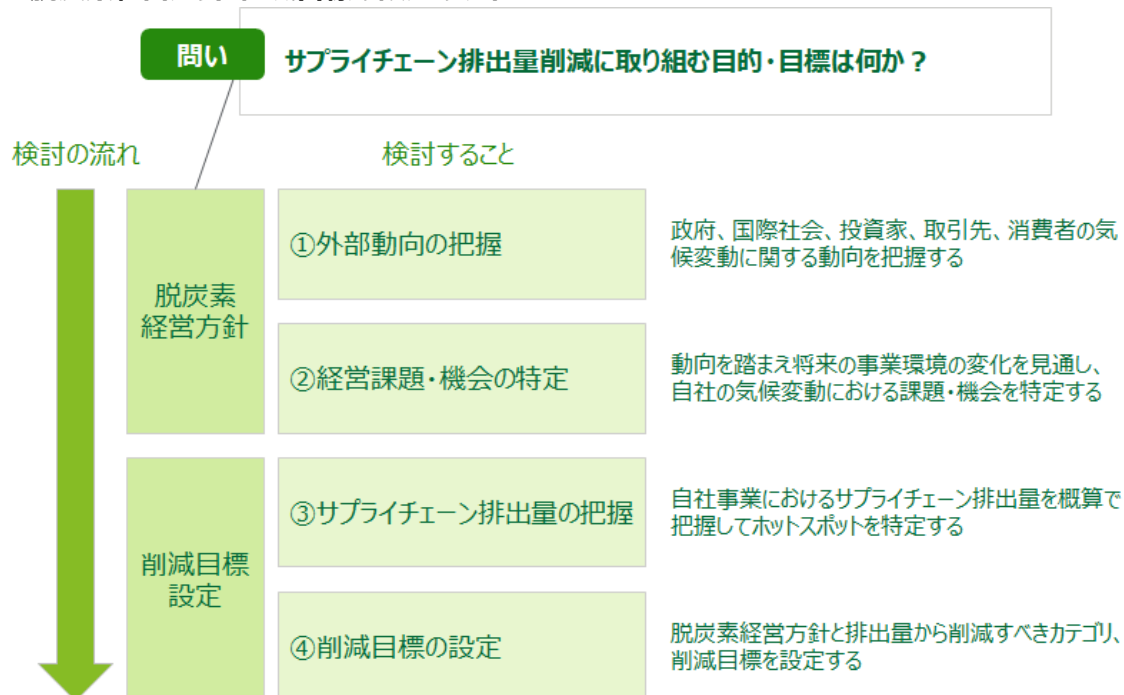 問い
サプライチェーン排出量削減に取り組む目的・目標は何か？
検討の流れ
検討すること
脱炭素
経営方針
①外部動向の把握
政府、国際社会、投資家、取引先、消費者の気
候変動に関する動向を把握する
②経営課題・機会の特定
動向を踏まえ将来の事業環境の変化を見通し、
自社の気候変動における課題・機会を特定する
削減目標
設定
③サプライチェーン排出量の把握
自社事業におけるサプライチェーン排出量を概算で
把握してホットスポットを特定する
④削減目標の設定
脱炭素経営方針と排出量から削減すべきカテゴリ、
削減目標を設定する